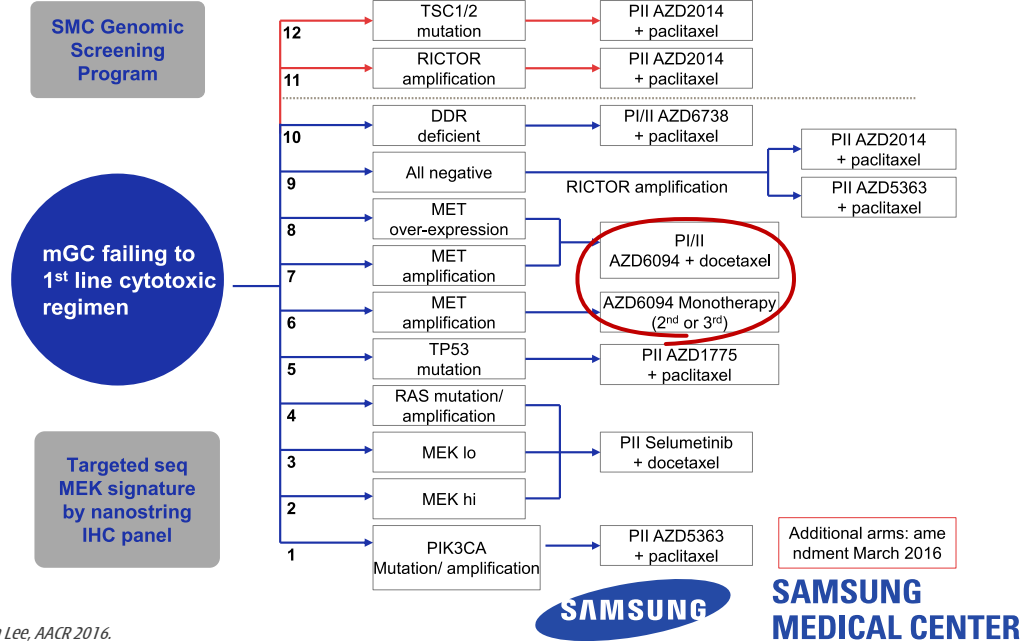 SMC Genomic
Screening
Program
12
TSC1/2
mutation
PII AZD2014
+ paclitaxel
11
RICTOR
amplification
PII AZD2014
+ paclitaxel
10
DDR
deficient
PI/II AZD6738
+ paclitaxel
9
All negative
RICTOR amplification
PII AZD2014
+ paclitaxel
PII AZD5363
+ paclitaxel
mGC failing to
1st line cytotoxic
regimen
8
MET
over-expression
7
MET
amplification
PI/II
AZD6094 + docetaxel
6
MET
amplification
AZD6094 Monotherapy
(2nd or 3rd)
5
TP53
mutation
PII AZD1775
+ paclitaxel
4
RAS mutation/
amplification
3
MEK lo
PII Selumetinib
+ docetaxel
2
MEK hi
1
PIK3CA
Mutation/ amplification
PII AZD5363
+ paclitaxel
Targeted seq
MEK signature
by nanostring
IHC panel
Additional arms: ame
ndment March 2016
SAMSUNG
SAMSUNG
MEDICAL CENTER
Lee, AACR 2016.